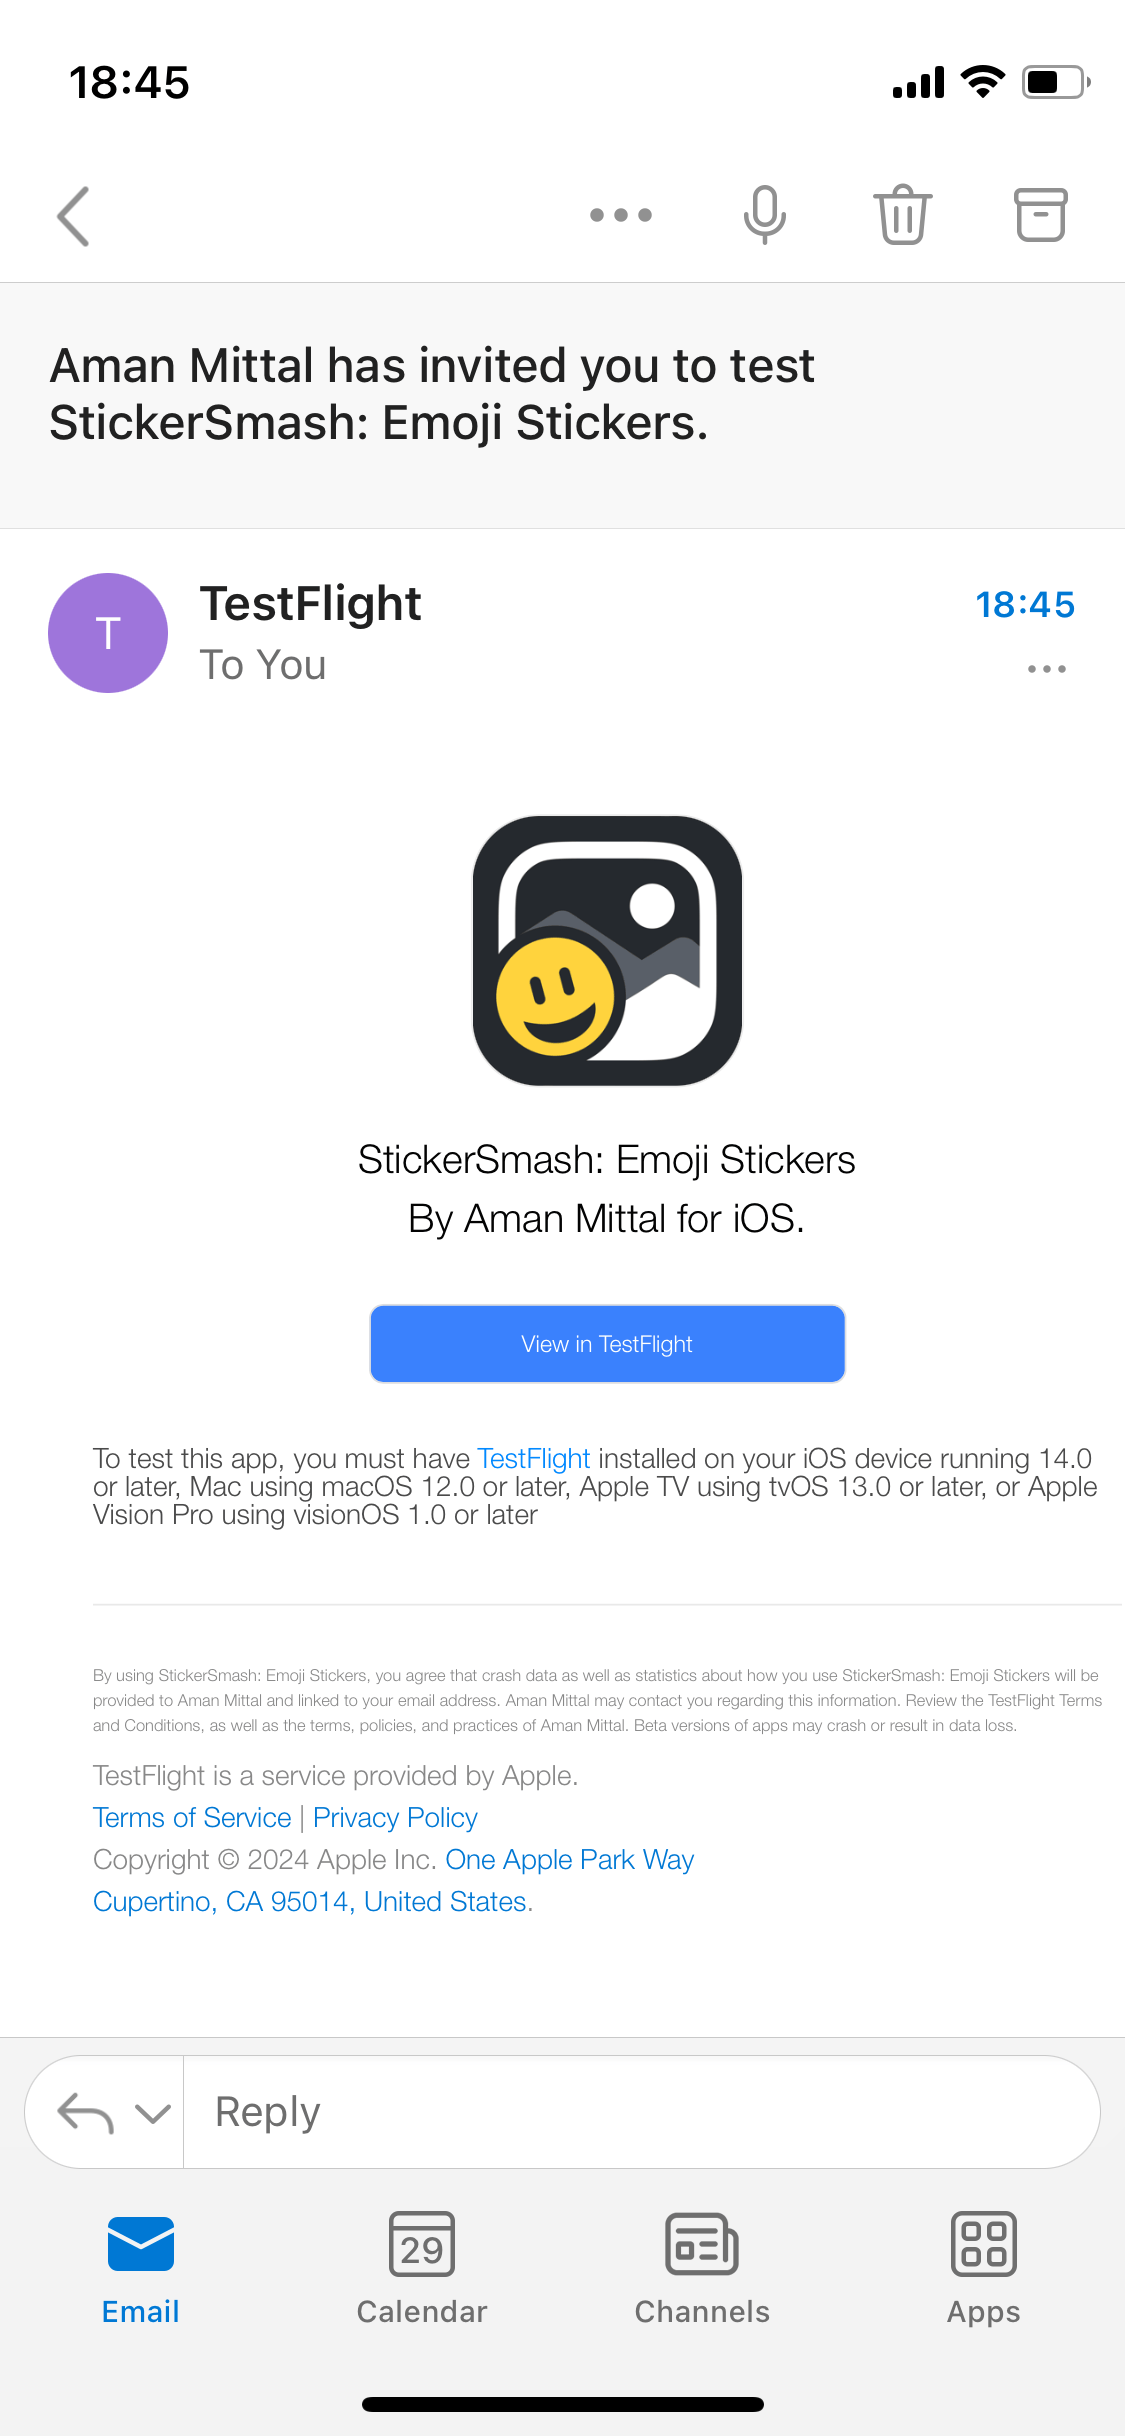 18:45
Aman Mittal has invited you to test
StickerSmash: Emoji Stickers.
T
TestFlight
18:45
To You
StickerSmash: Emoji Stickers
By Aman Mittal for iOS.
View in TestFlight
To test this app, you must have TestFlight installed on your iOS device running 14.0
or later, Mac using macOS 12.0 or later, Apple TV using tvOS 13.0 or later, or Apple
Vision Pro using visionOS 1.0 or later
By using StickerSmash: Emoji Stickers, you agree that crash data as well as statistics about how you use StickerSmash: Emoji Stickers will be
provided to Aman Mittal and linked to your email address. Aman Mittal may contact you regarding this information. Review the TestFlight Terms
and Conditions, as well as the terms, policies, and practices of Aman Mittal. Beta versions of apps may crash or result in data loss.
TestFlight is a service provided by Apple.
Terms of Service | Privacy Policy
Copyright © 2024 Apple Inc. One Apple Park Way
Cupertino, CA 95014, United States.
Reply
29
Email Calendar Channels Apps